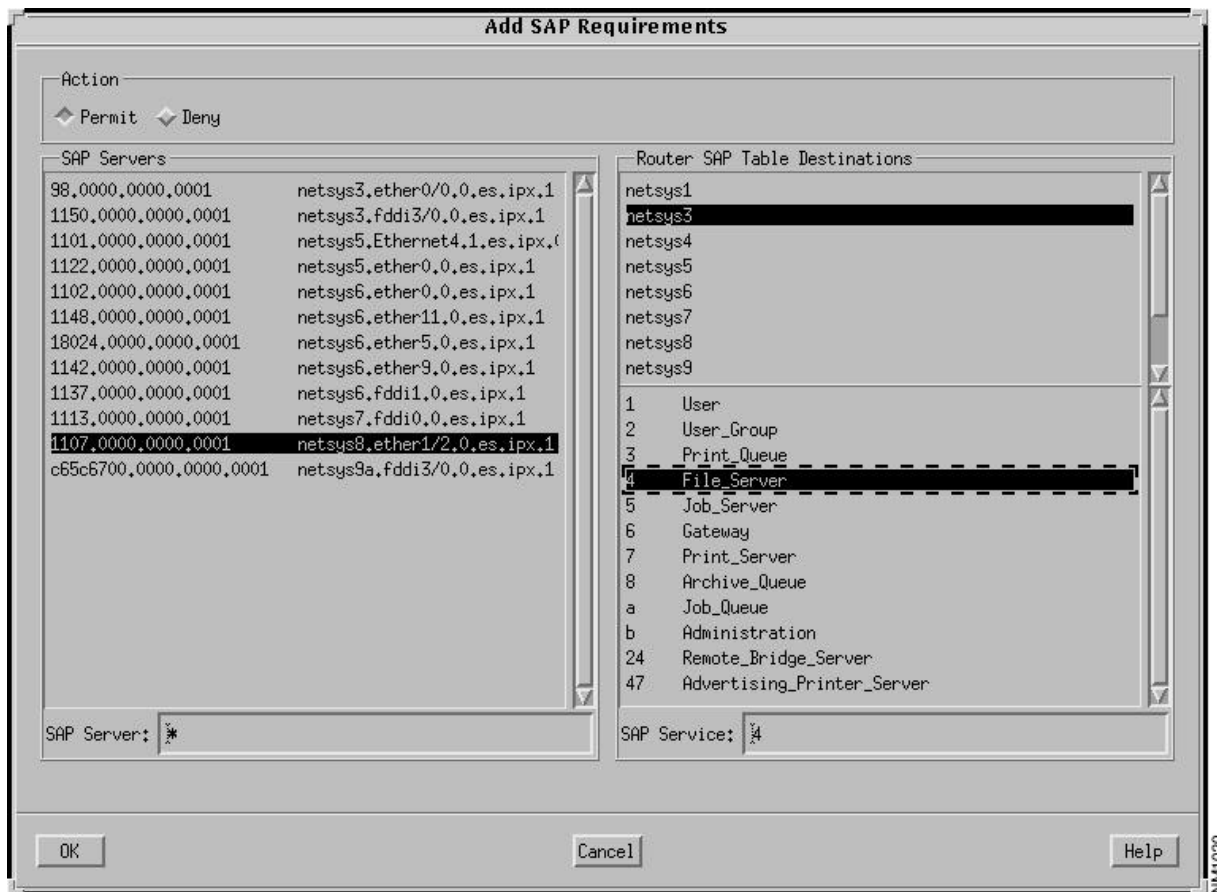 Add SAP Requirements
Action
Permit Deny
SAP Servers
98.0000.0000.0001 netsys3.ether0/0.0.es.ipx.1
1150.0000.0000.0001 netsys3.fddi3/0.0.es.ipx.1
1101.0000.0000.0001 netsys5.Ethernet4.1.es.ipx.(
1122.0000.0000.0001 netsys5.ether0.0.es.ipx.1
1102.0000.0000.0001 netsys6.ether0.0.es.ipx.1
1148.0000.0000.0001 netsys6.ether11.0.es.ipx.1
18024.0000.0000.0001 netsys6.ether5.0.es.ipx.1
1142.0000.0000.0001 netsys6.ether9.0.es.ipx.1
1137.0000.0000.0001 netsys6.fddi1.0.es.ipx.1
1113.0000.0000.0001 netsys7.fddi0.0.es.ipx.1
1107.0000.0000.0001 netsys8.ether1/2.0.es.ipx.1
c65c6700.0000.0000.0001 netsys9a.fddi3/0.0.es.ipx.1
SAP Server: *
Router SAP Table Destinations
netsys1
netsys3
netsys4
netsys5
netsys6
netsys7
netsys8
netsys9
1 User
2 User_Group
3 Print_Queue
4 File_Server
5 Job_Server
6 Gateway
7 Print_Server
8 Archive_Queue
a Job_Queue
b Administration
24 Remote_Bridge_Server
47 Advertising_Printer_Server
SAP Service: 4
OK Cancel Help